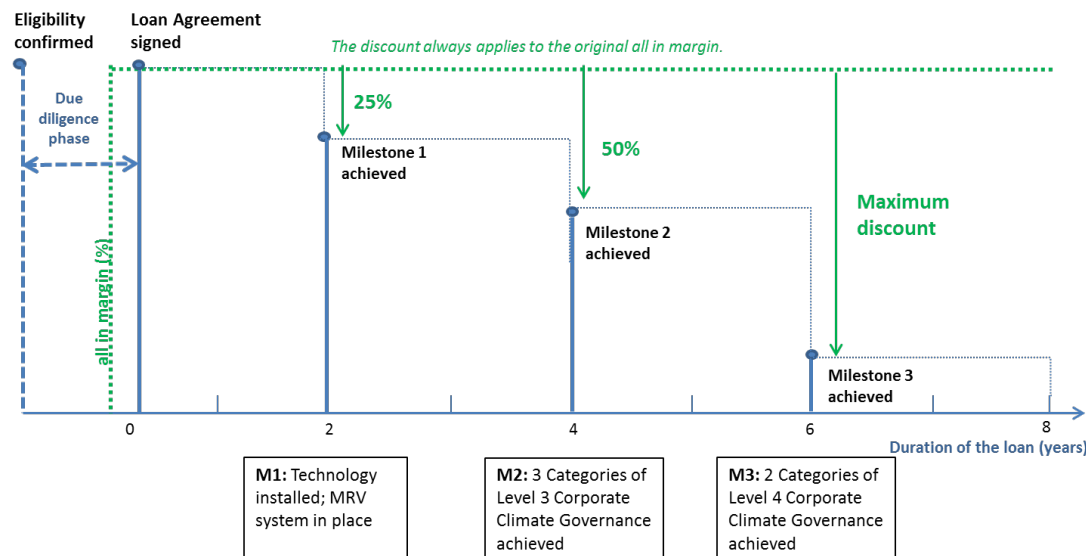 Eligibility
confirmed
Loan Agreement
signed
The discount always applies to the original all in margin.
Due
diligence
phase
25%
50%
Maximum
discount
Milestone 1
achieved
Milestone 2
achieved
Milestone 3
achieved
all in margin (%)
0
2
4
6
8
Duration of the loan (years)
M1: Technology
installed; MRV
system in place
M2: 3 Categories of
Level 3 Corporate
Climate Governance
achieved
M3: 2 Categories of
Level 4 Corporate
Climate Governance
achieved